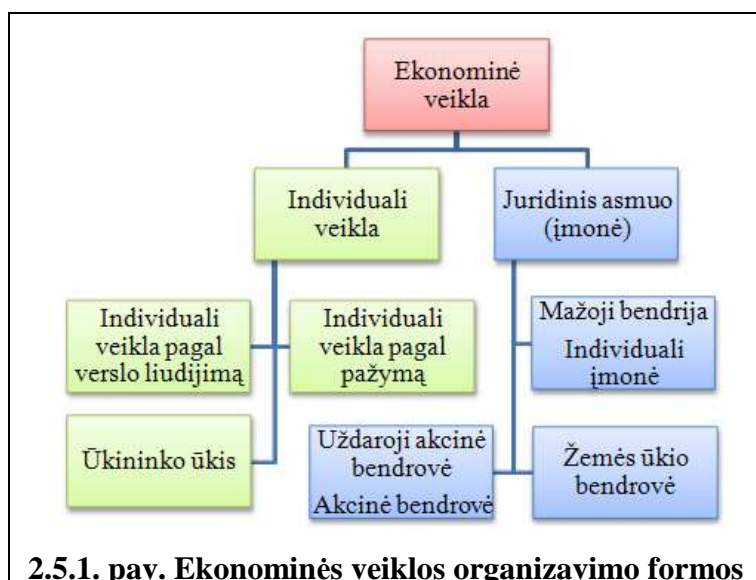 Ekonominė
veikla
Individuali
veikla
Juridinis asmuo
(įmonė)
Individuali
veikla pagal
verslo liudijimą
Individuali
veikla pagal
pažymą
Mažoji bendrija
Individuali
įmonė
Ūkininko ūkis
Uždaroji akcinė
bendrovė
Akcinė bendrovė
Žemės ūkio
bendrovė
2.5.1. pav. Ekonominės veiklos organizavimo formos